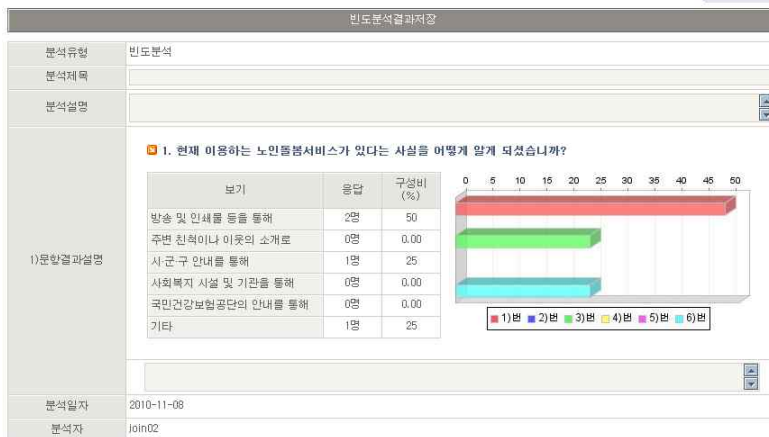 빈도분석결과저장
분석유형 빈도분석
분석제목
분석설명
1. 현재 이용하는 노인돌봄서비스가 있다는 사실을 어떻게 알게 되셨습니까?
보기 응답 구성비 (%)
방송 및 인쇄물 등을 통해 2명 50
주변 친척이나 이웃의 소개로 0명 0.00
시·군·구 안내를 통해 1명 25
사회복지 시설 및 기관을 통해 0명 0.00
국민건강보험공단의 안내를 통해 0명 0.00
기타 1명 25
0 5 10 15 20 25 30 35 40 45 50
1)번 2)번 3)번 4)번 5)번 6)번
1)문항결과설명
분석일자 2010-11-08
분석자 join02